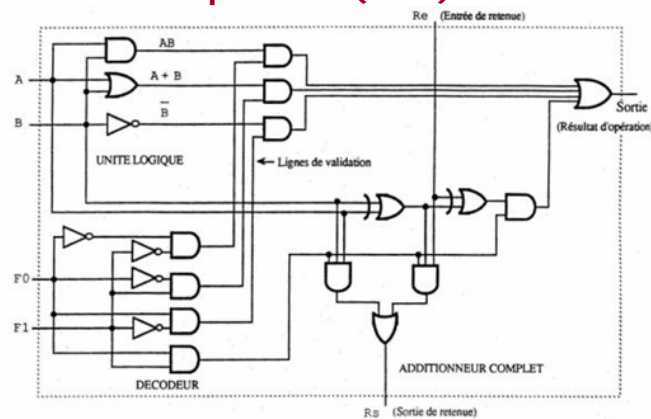 Re (Entrée de retenue)
AB
A
A + B
B
B
Sortie
(Résultat d'opération)
UNITE LOGIQUE
Lignes de validation
F0
F1
DECODEUR
ADDITIONNEUR COMPLET
Rs (Sortie de retenue)